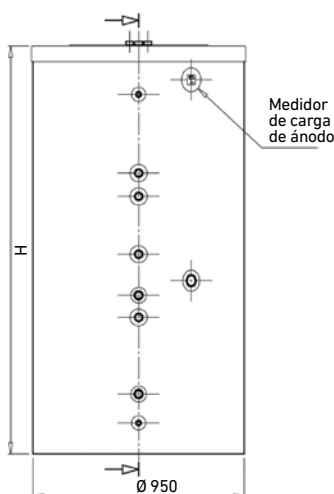 Medidor
de carga
de ánodo
H
Ø 950